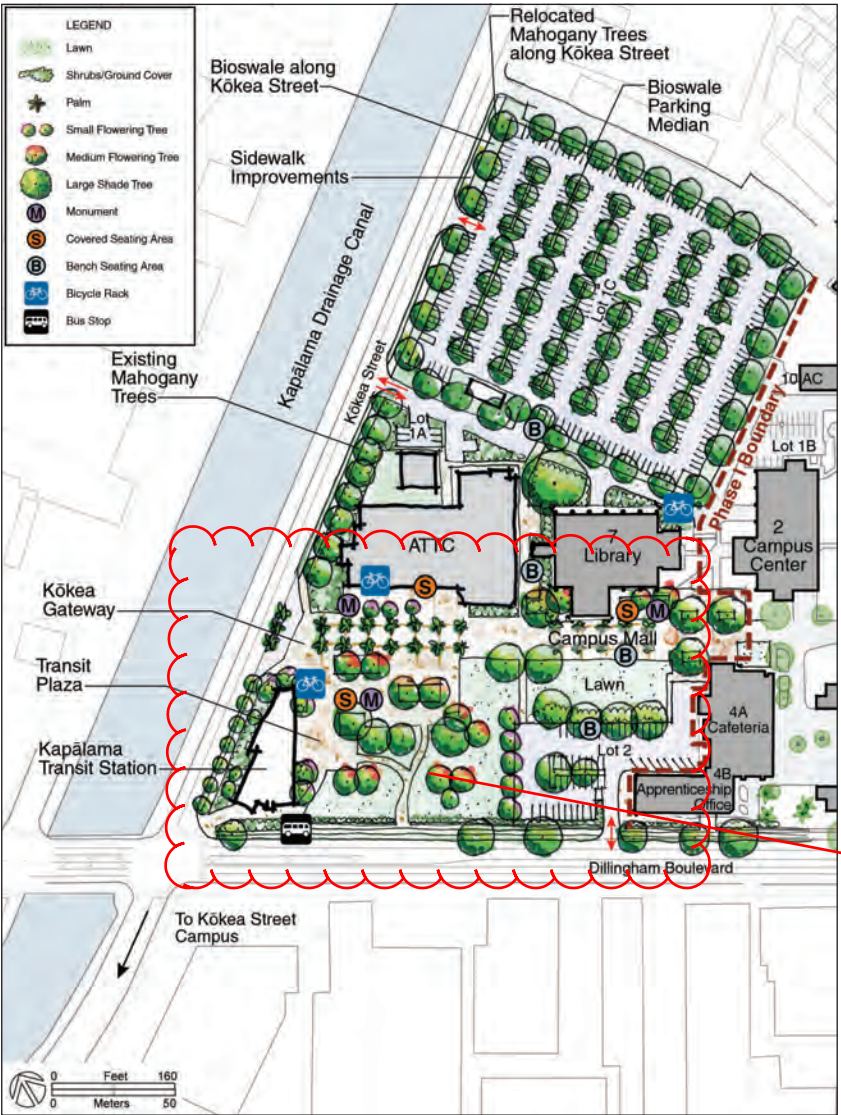 LEGEND
Lawn
Shrubs/Ground Cover
Palm
Small Flowering Tree
Medium Flowering Tree
Large Shade Tree
M Monument
S Covered Seating Area
B Bench Seating Area
Bicycle Rack
Bus Stop
Relocated
Mahogany Trees
along Kōkea Street
Bioswale along
Kōkea Street
Bioswale
Parking
Median
Sidewalk
Improvements
Kapālama Drainage Canal
Lot 1C
Existing
Mahogany
Trees
Kōkea Street
Lot
1A
B
10 AC
Lot 1B
Phase I Boundary
2
Campus
Center
ATTC
7
Library
B
S
M
S
M
Kōkea
Gateway
Campus Mall
B
Transit
Plaza
Lawn
S
M
B
4A
Cafeteria
Kapālama
Transit Station
Lot 2
4B
Apprenticeship
Office
Dillingham Boulevard
To Kōkea Street
Campus
0 Feet 160
0 Meters 50